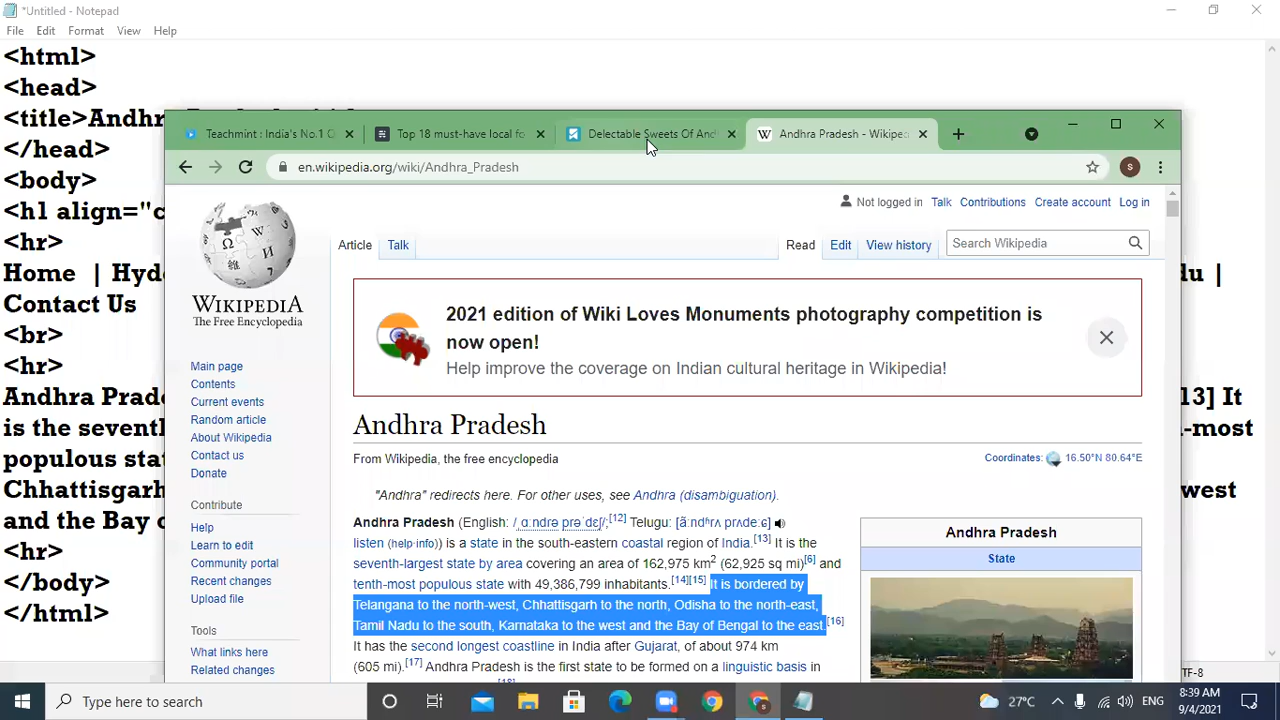 *Untitled - Notepad
File Edit Format View Help
<html>
<head>
<title>Andhr
</head>
<body>
<h1 align="c
<hr>
Home | Hyd
du |
Contact Us
<br>
<hr>
Andhra Prade
13] It
is the seventh
-most
populous stat
Chhattisgarh
west
and the Bay o
<hr>
</body>
</html>
UTF-8
Teachmint : India's No.1 O
Top 18 must-have local fo
Delectable Sweets Of And
Andhra Pradesh - Wikipe
en.wikipedia.org/wiki/Andhra_Pradesh
S
Not logged in Talk Contributions Create account Log in
Article Talk Read Edit View history Search Wikipedia
WIKIPEDIA
The Free Encyclopedia
Main page
Contents
Current events
Random article
About Wikipedia
Contact us
Donate
Contribute
Help
Learn to edit
Community portal
Recent changes
Upload file
Tools
What links here
Related changes
2021 edition of Wiki Loves Monuments photography competition is
now open!
Help improve the coverage on Indian cultural heritage in Wikipedia!
Andhra Pradesh
From Wikipedia, the free encyclopedia
Coordinates: 16.50°N 80.64°E
"Andhra" redirects here. For other uses, see Andhra (disambiguation).
Andhra Pradesh (English: /ˌɑːndrə prəˈdɛʃ/;[12] Telugu: [ãːndʱrɐ prɐdeːɕ]
listen (help·info)) is a state in the south-eastern coastal region of India.[13] It is the
seventh-largest state by area covering an area of 162,975 km2 (62,925 sq mi)[6] and
tenth-most populous state with 49,386,799 inhabitants.[14][15] It is bordered by
Telangana to the north-west, Chhattisgarh to the north, Odisha to the north-east,
Tamil Nadu to the south, Karnataka to the west and the Bay of Bengal to the east.[16]
It has the second longest coastline in India after Gujarat, of about 974 km
(605 mi).[17] Andhra Pradesh is the first state to be formed on a linguistic basis in
Andhra Pradesh
State
Type here to search
27°C
ENG
8:39 AM
9/4/2021